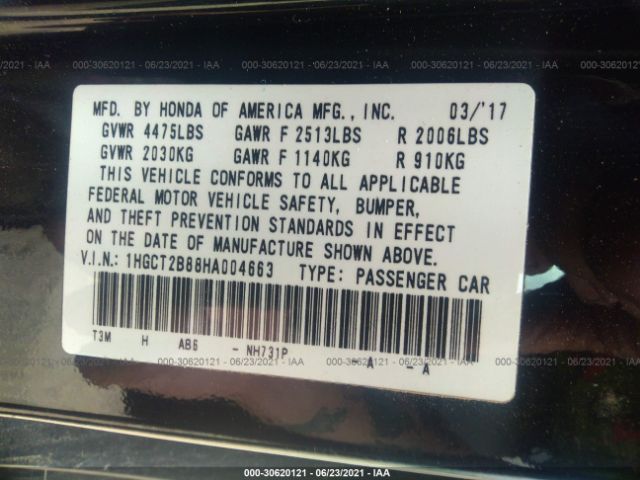 000-30620121 - 06/23/2021 - IAA
MFD. BY HONDA OF AMERICA MFG., INC. 03/'17
GVWR 4475LBS GAWR F 2513LBS R 2006LBS
GVWR 2030KG GAWR F 1140KG R 910KG
THIS VEHICLE CONFORMS TO ALL APPLICABLE
FEDERAL MOTOR VEHICLE SAFETY, BUMPER,
AND THEFT PREVENTION STANDARDS IN EFFECT
ON THE DATE OF MANUFACTURE SHOWN ABOVE.
V.I.N.: 1HGCT2B88HA004663 TYPE: PASSENGER CAR
T3M H AB6 - NH731P - A - A
000-30620121 - 06/23/2021 - IAA